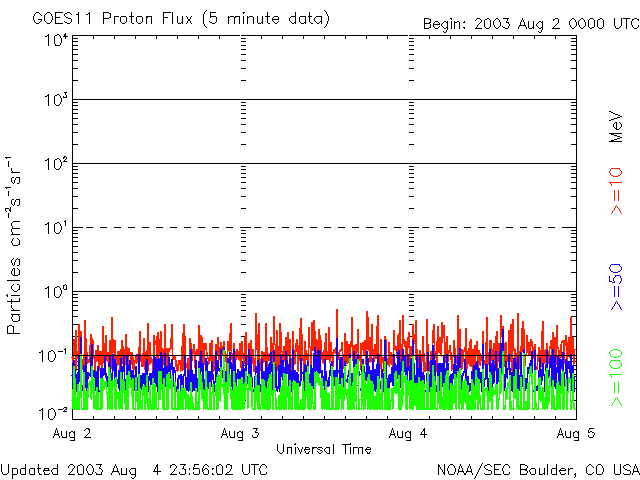 GOES11 Proton Flux (5 minute data)
Begin: 2003 Aug 2 0000 UTC
Particles cm⁻²s⁻¹sr⁻¹
10⁴
10³
10²
10¹
10⁰
10⁻¹
10⁻²
Aug 2
Aug 3
Aug 4
Aug 5
Universal Time
MeV
>=10
>=50
>=100
Updated 2003 Aug 4 23:56:02 UTC
NOAA/SEC Boulder, CO USA